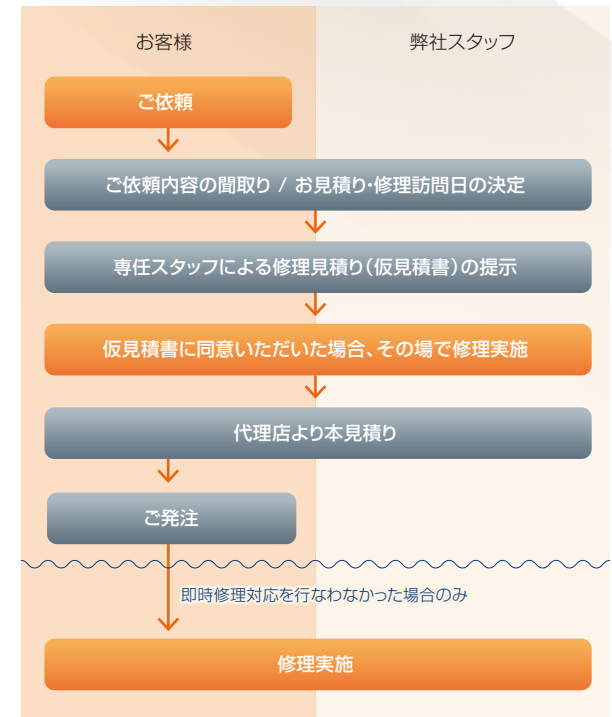 お客様
弊社スタッフ
ご依頼
ご依頼内容の聞取り / お見積り・修理訪問日の決定
専任スタッフによる修理見積り(仮見積書)の提示
仮見積書に同意いただいた場合、その場で修理実施
代理店より本見積り
ご発注
即時修理対応を行なわなかった場合のみ
修理実施